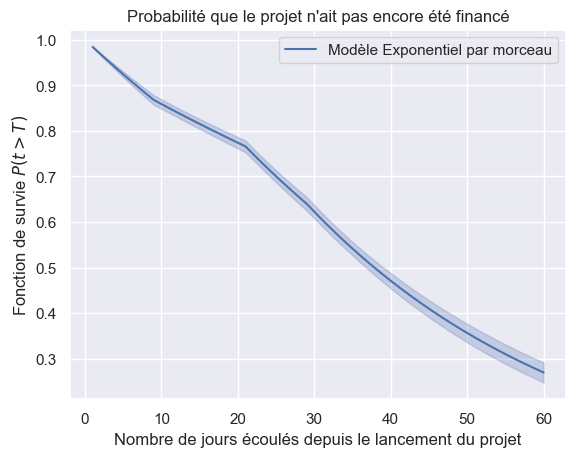 Probabilité que le projet n'ait pas encore été financé
Modèle Exponentiel par morceau
Fonction de survie P(t > T)
1.0
0.9
0.8
0.7
0.6
0.5
0.4
0.3
0 10 20 30 40 50 60
Nombre de jours écoulés depuis le lancement du projet